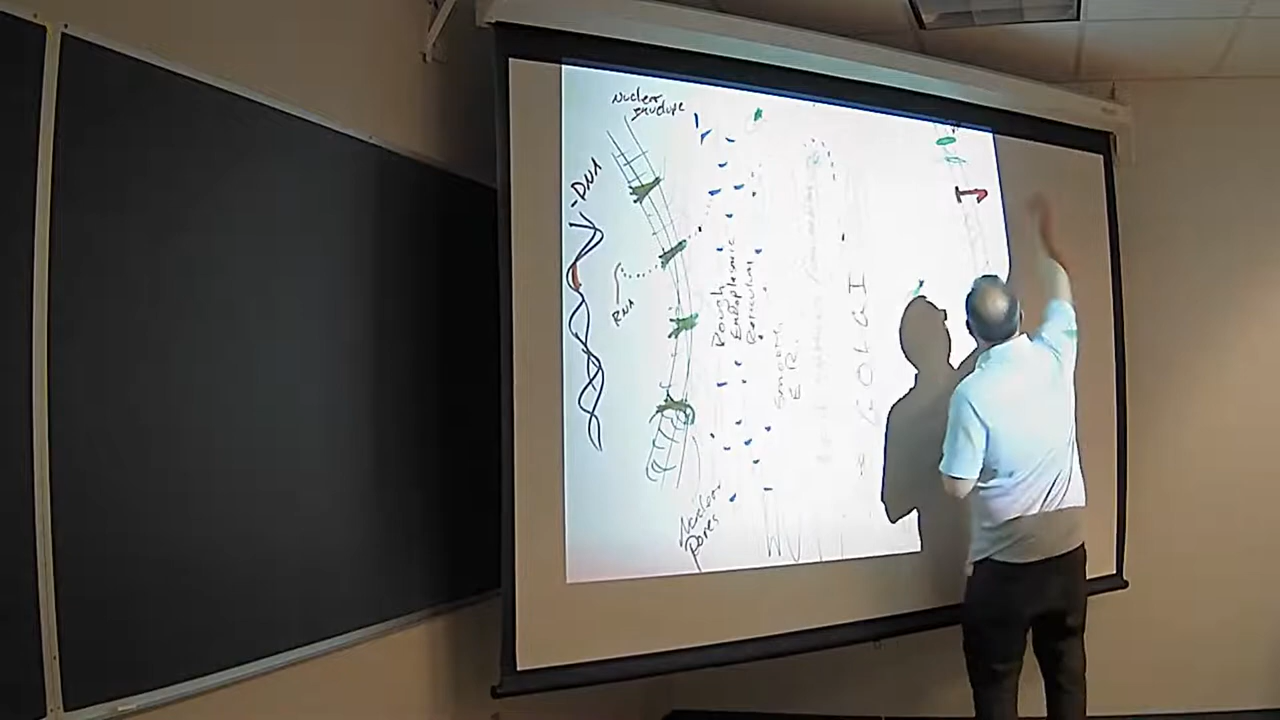 Nuclear
Envelope
-DNA
RNA
Rough
Endoplasmic
Reticulum
Smooth
E R.
GOLGI
Nuclear
pores